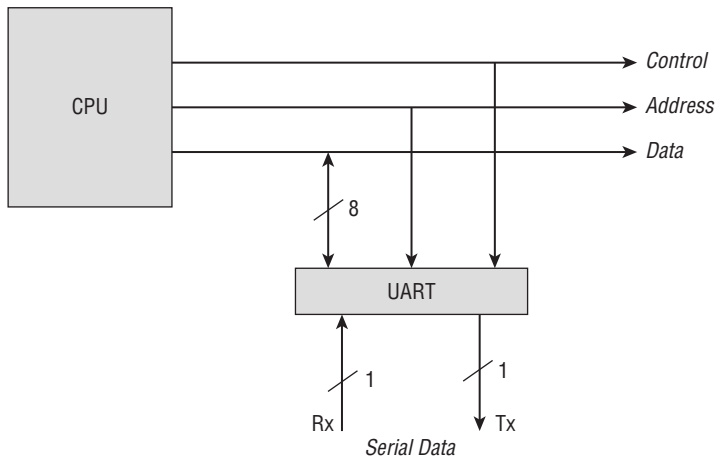 Control
CPU
Address
Data
8
UART
1
1
Rx
Tx
Serial Data